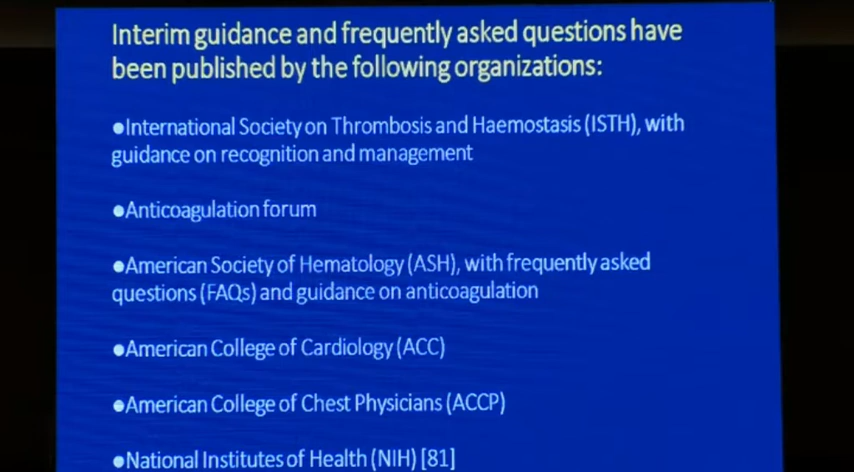 Interim guidance and frequently asked questions have
been published by the following organizations:
●International Society on Thrombosis and Haemostasis (ISTH), with
guidance on recognition and management
●Anticoagulation forum
●American Society of Hematology (ASH), with frequently asked
questions (FAQs) and guidance on anticoagulation
●American College of Cardiology (ACC)
●American College of Chest Physicians (ACCP)
●National Institutes of Health (NIH) [81]